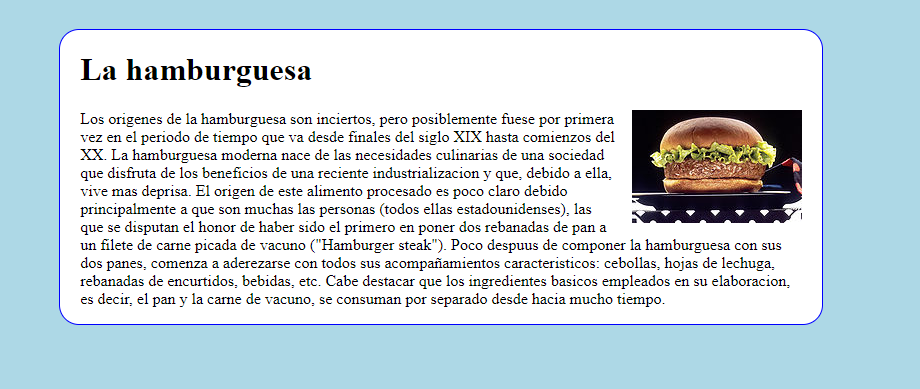 La hamburguesa
Los origenes de la hamburguesa son inciertos, pero posiblemente fuese por primera
vez en el periodo de tiempo que va desde finales del siglo XIX hasta comienzos del
XX. La hamburguesa moderna nace de las necesidades culinarias de una sociedad
que disfruta de los beneficios de una reciente industrializacion y que, debido a ella,
vive mas deprisa. El origen de este alimento procesado es poco claro debido
principalmente a que son muchas las personas (todos ellas estadounidenses), las
que se disputan el honor de haber sido el primero en poner dos rebanadas de pan a
un filete de carne picada de vacuno ("Hamburger steak"). Poco despuus de componer la hamburguesa con sus
dos panes, comenza a aderezarse con todos sus acompañamientos caracteristicos: cebollas, hojas de lechuga,
rebanadas de encurtidos, bebidas, etc. Cabe destacar que los ingredientes basicos empleados en su elaboracion,
es decir, el pan y la carne de vacuno, se consuman por separado desde hacia mucho tiempo.